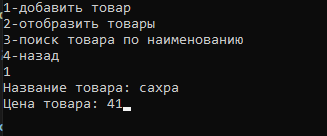 1-добавить товар
2-отобразить товары
3-поиск товара по наименованию
4-назад
1
Название товара: сахра
Цена товара: 41